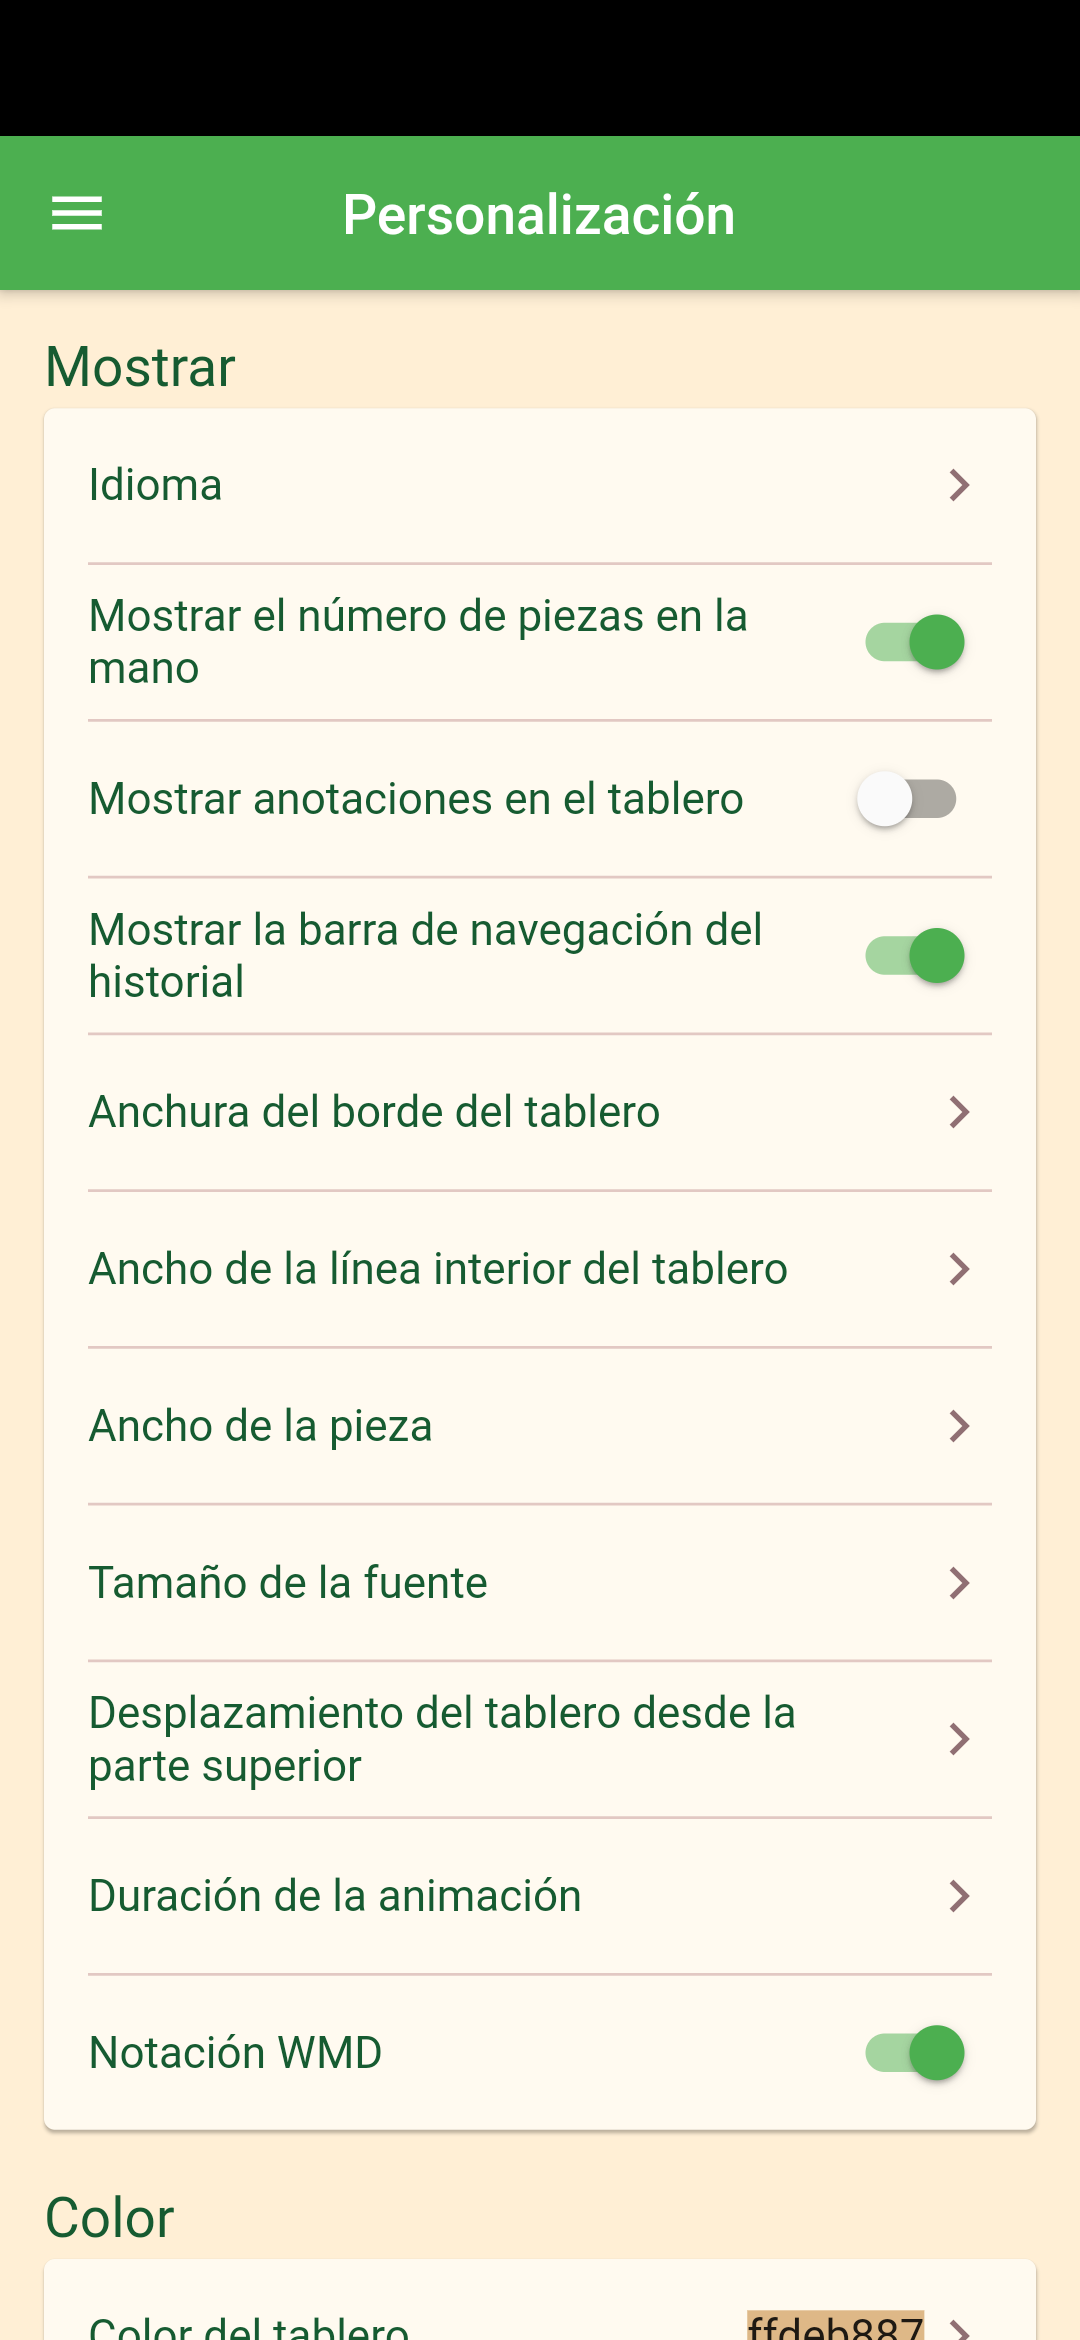 Personalización
Mostrar
Idioma
Mostrar el número de piezas en la
mano
Mostrar anotaciones en el tablero
Mostrar la barra de navegación del
historial
Anchura del borde del tablero
Ancho de la línea interior del tablero
Ancho de la pieza
Tamaño de la fuente
Desplazamiento del tablero desde la
parte superior
Duración de la animación
Notación WMD
Color
Color del tablero ffdeb887